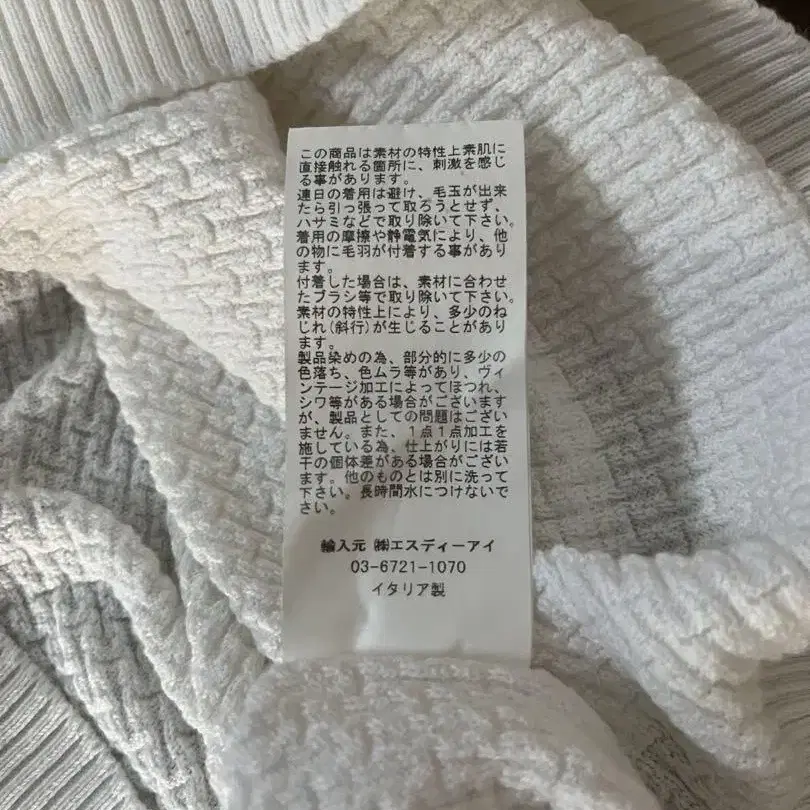 この商品は素材の特性上素肌に
直接触れる箇所に、刺激を感じ
る事があります。
連日の着用は避け、毛玉が出来
たら引っ張って取ろうとせず、
ハサミなどで取り除いて下さい。
着用の摩擦や静電気により、他
の物に毛羽が付着する事があり
ます。
付着した場合は、素材に合わせ
たブラシ等で取り除いて下さい。
素材の特性上により、多少のね
じれ(斜行)が生じることがあり
ます。
製品染めの為、部分的に多少の
色落ち、色ムラ等があり、ヴィ
ンテージ加工によってほつれ、
シワ等がある場合がございます
が、製品としての問題はござい
ません。また、1点1点加工を
施している為、仕上がりには若
干の個体差がある場合がござい
ます。他のものとは別に洗って
下さい。長時間水につけないで
さい。
輸入元 ㈱エスディーアイ
03-6721-1070
イタリア製